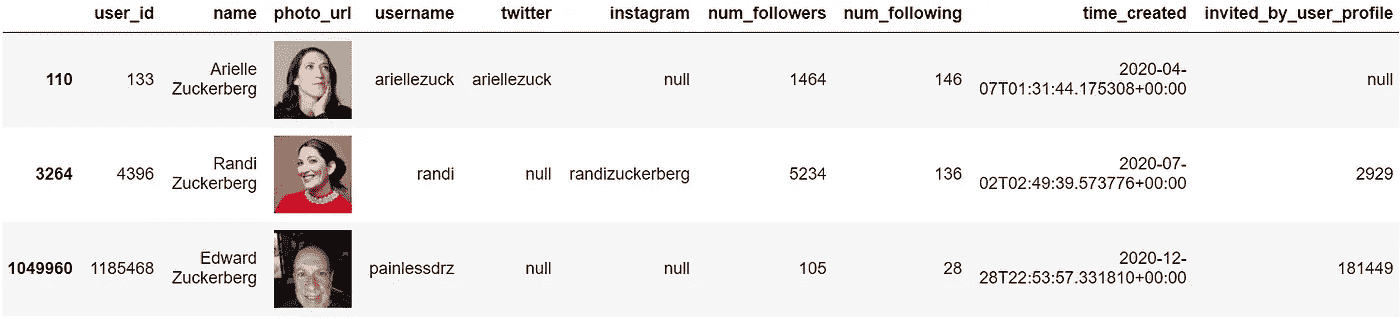 user_id name photo_url username twitter instagram num_followers num_following time_created invited_by_user_profile
110 133 Arielle Zuckerberg ariellezuck ariellezuck null 1464 146 2020-04-07T01:31:44.175308+00:00 null
3264 4396 Randi Zuckerberg randi null randizuckerberg 5234 136 2020-07-02T02:49:39.573776+00:00 2929
1049960 1185468 Edward Zuckerberg painlessdrz null null 105 28 2020-12-28T22:53:57.331810+00:00 181449